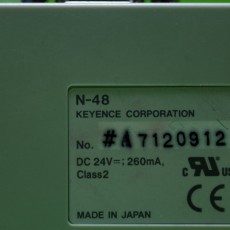 N-48
KEYENCE CORPORATION
No. #A7120912
DC 24V⎓:260mA,
Class2
c UL US
CE
MADE IN JAPAN